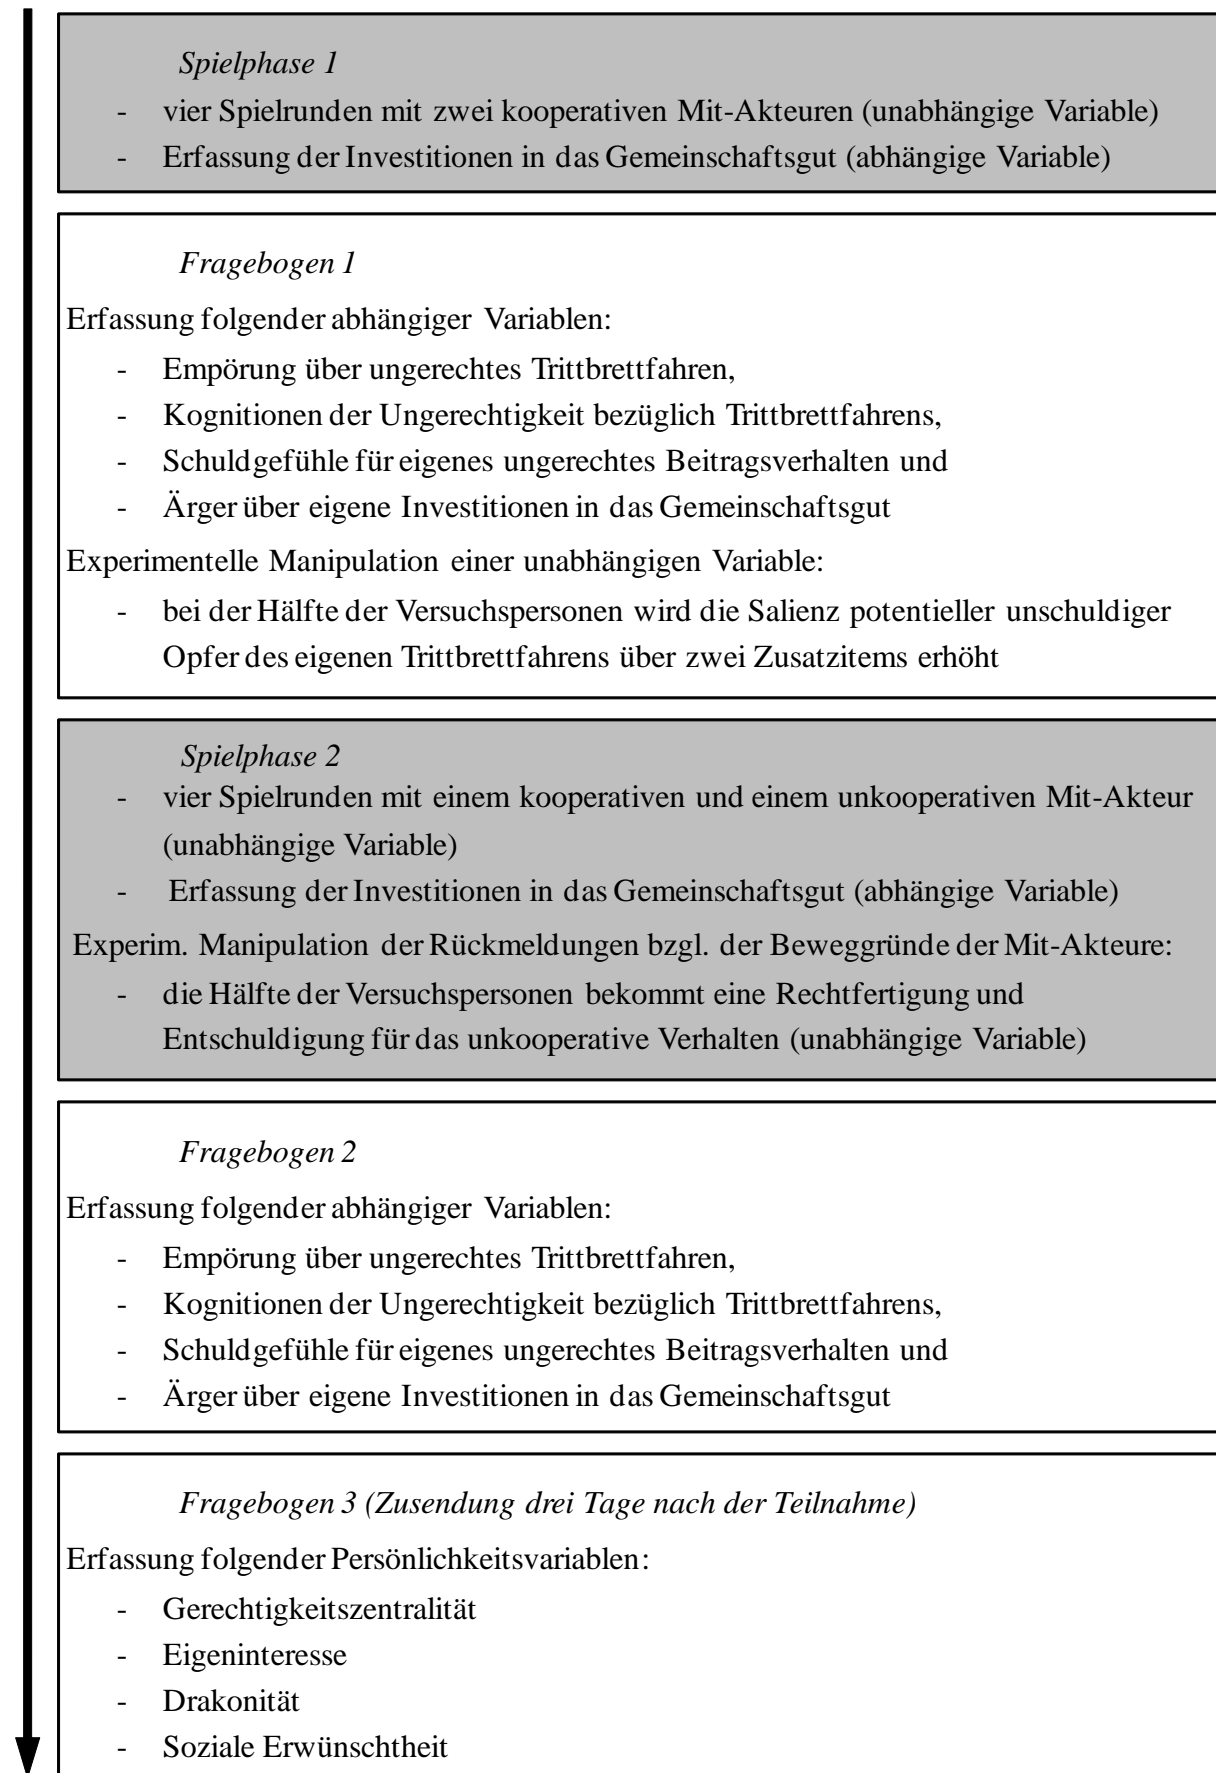 Spielphase 1
- vier Spielrunden mit zwei kooperativen Mit-Akteuren (unabhängige Variable)
- Erfassung der Investitionen in das Gemeinschaftsgut (abhängige Variable)
Fragebogen 1
Erfassung folgender abhängiger Variablen:
- Empörung über ungerechtes Trittbrettfahren,
- Kognitionen der Ungerechtigkeit bezüglich Trittbrettfahrens,
- Schuldgefühle für eigenes ungerechtes Beitragsverhalten und
- Ärger über eigene Investitionen in das Gemeinschaftsgut
Experimentelle Manipulation einer unabhängigen Variable:
- bei der Hälfte der Versuchspersonen wird die Salienz potentieller unschuldiger
Opfer des eigenen Trittbrettfahrens über zwei Zusatzitems erhöht
Spielphase 2
- vier Spielrunden mit einem kooperativen und einem unkooperativen Mit-Akteur
(unabhängige Variable)
- Erfassung der Investitionen in das Gemeinschaftsgut (abhängige Variable)
Experim. Manipulation der Rückmeldungen bzgl. der Beweggründe der Mit-Akteure:
- die Hälfte der Versuchspersonen bekommt eine Rechtfertigung und
Entschuldigung für das unkooperative Verhalten (unabhängige Variable)
Fragebogen 2
Erfassung folgender abhängiger Variablen:
- Empörung über ungerechtes Trittbrettfahren,
- Kognitionen der Ungerechtigkeit bezüglich Trittbrettfahrens,
- Schuldgefühle für eigenes ungerechtes Beitragsverhalten und
- Ärger über eigene Investitionen in das Gemeinschaftsgut
Fragebogen 3 (Zusendung drei Tage nach der Teilnahme)
Erfassung folgender Persönlichkeitsvariablen:
- Gerechtigkeitszentralität
- Eigeninteresse
- Drakonität
- Soziale Erwünschtheit